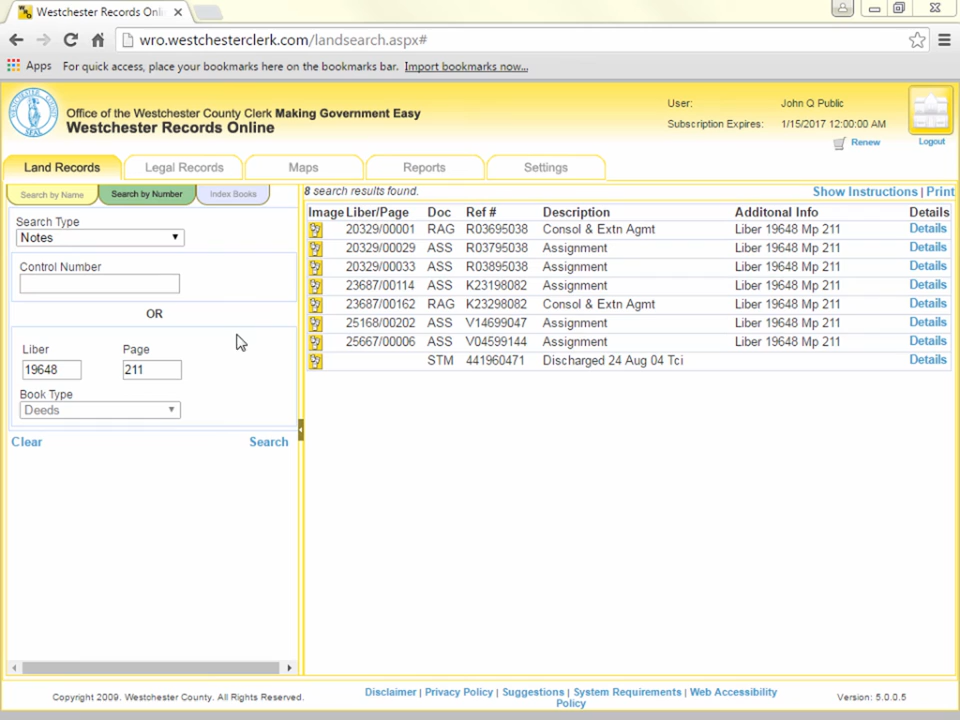 Westchester Records Onli
wro.westchesterclerk.com/landsearch.aspx#
Apps For quick access, place your bookmarks here on the bookmarks bar. Import bookmarks now...
Office of the Westchester County Clerk Making Government Easy
Westchester Records Online
User: John Q Public
Subscription Expires: 1/15/2017 12:00:00 AM
Renew
Logout
Land Records Legal Records Maps Reports Settings
Search by Name Search by Number Index Books
8 search results found. Show Instructions | Print
Search Type
Notes
Control Number
OR
Liber Page
19648 211
Book Type
Deeds
Clear Search
Image Liber/Page Doc Ref # Description Additonal Info Details
20329/00001 RAG R03695038 Consol & Extn Agmt Liber 19648 Mp 211 Details
20329/00029 ASS R03795038 Assignment Liber 19648 Mp 211 Details
20329/00033 ASS R03895038 Assignment Liber 19648 Mp 211 Details
23687/00114 ASS K23198082 Assignment Liber 19648 Mp 211 Details
23687/00162 RAG K23298082 Consol & Extn Agmt Liber 19648 Mp 211 Details
25168/00202 ASS V14699047 Assignment Liber 19648 Mp 211 Details
25667/00006 ASS V04599144 Assignment Liber 19648 Mp 211 Details
STM 441960471 Discharged 24 Aug 04 Tci Details
Copyright 2009. Westchester County. All Rights Reserved.
Disclaimer | Privacy Policy | Suggestions | System Requirements | Web Accessibility
Policy
Version: 5.0.0.5